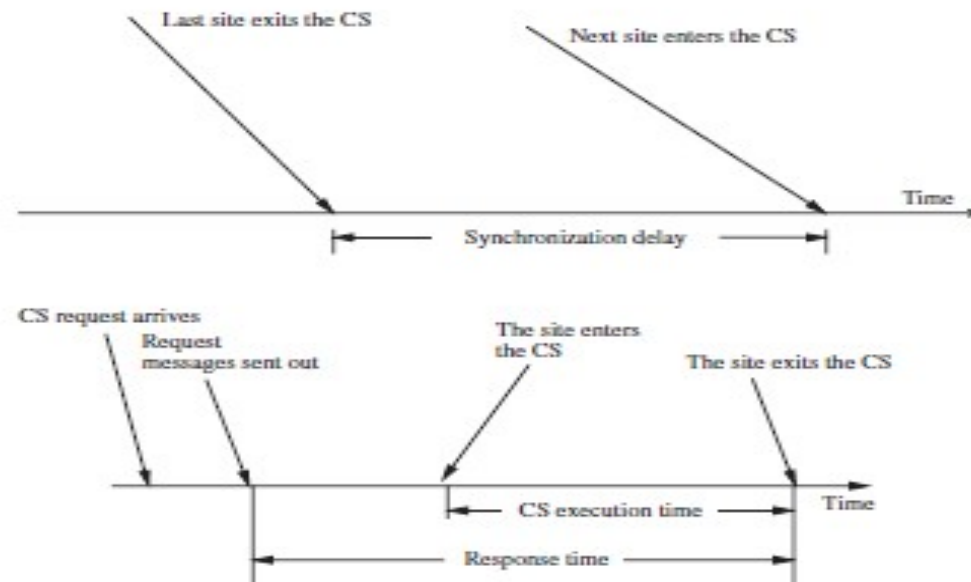 Last site exits the CS
Next site enters the CS
Time
Synchronization delay
CS request arrives
Request
messages sent out
The site enters
the CS
The site exits the CS
Time
CS execution time
Response time